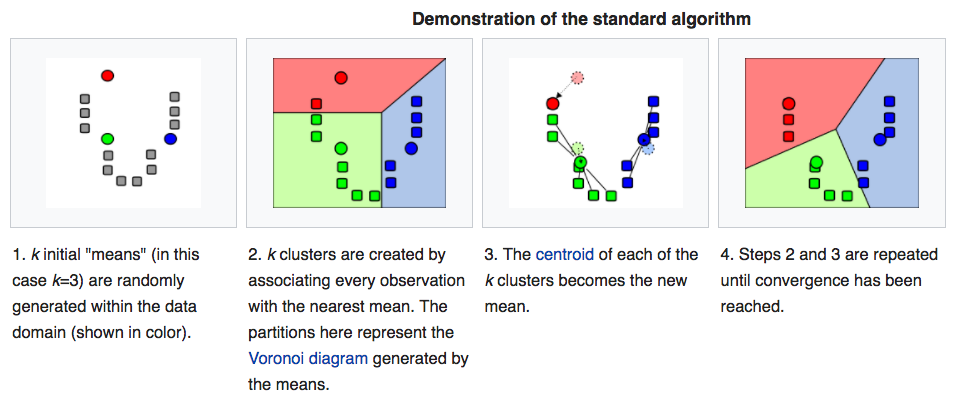 Demonstration of the standard algorithm
1. k initial "means" (in this
case k=3) are randomly
generated within the data
domain (shown in color).
2. k clusters are created by
associating every observation
with the nearest mean. The
partitions here represent the
Voronoi diagram generated by
the means.
3. The centroid of each of the
k clusters becomes the new
mean.
4. Steps 2 and 3 are repeated
until convergence has been
reached.